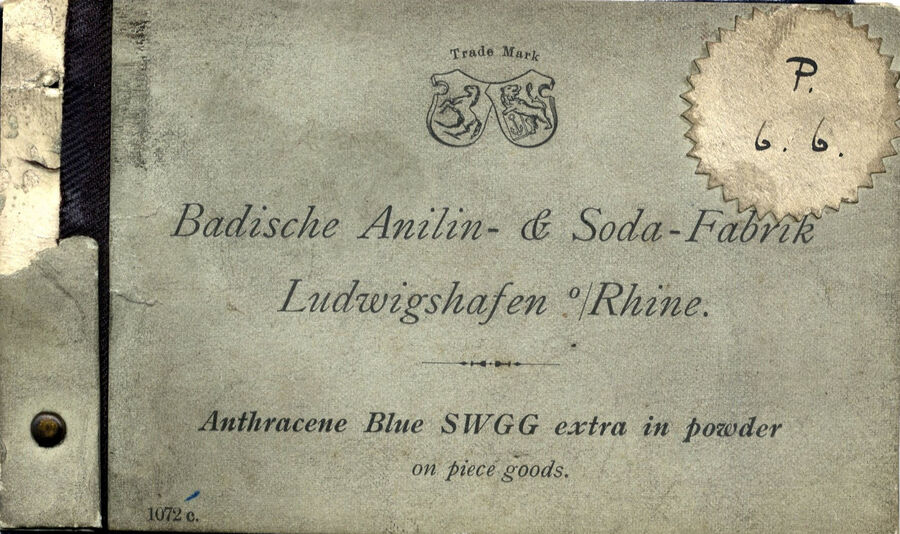 Trade Mark
P.
6. 6.
Badische Anilin- & Soda-Fabrik
Ludwigshafen o/Rhine.
Anthracene Blue SWGG extra in powder
on piece goods.
1072 c.